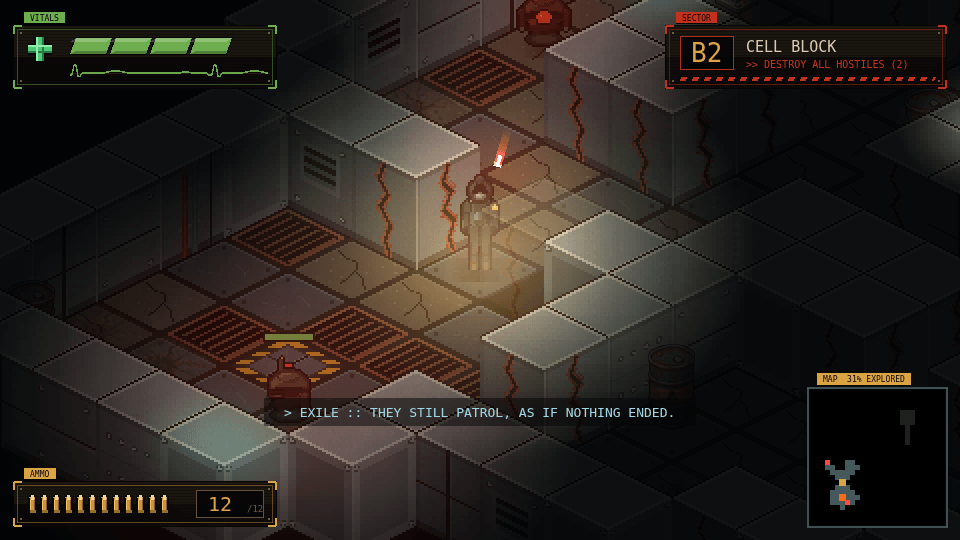 VITALS
SECTOR
B2
CELL BLOCK
>> DESTROY ALL HOSTILES (2)
> EXILE :: THEY STILL PATROL, AS IF NOTHING ENDED.
MAP 31% EXPLORED
AMMO
12 /12